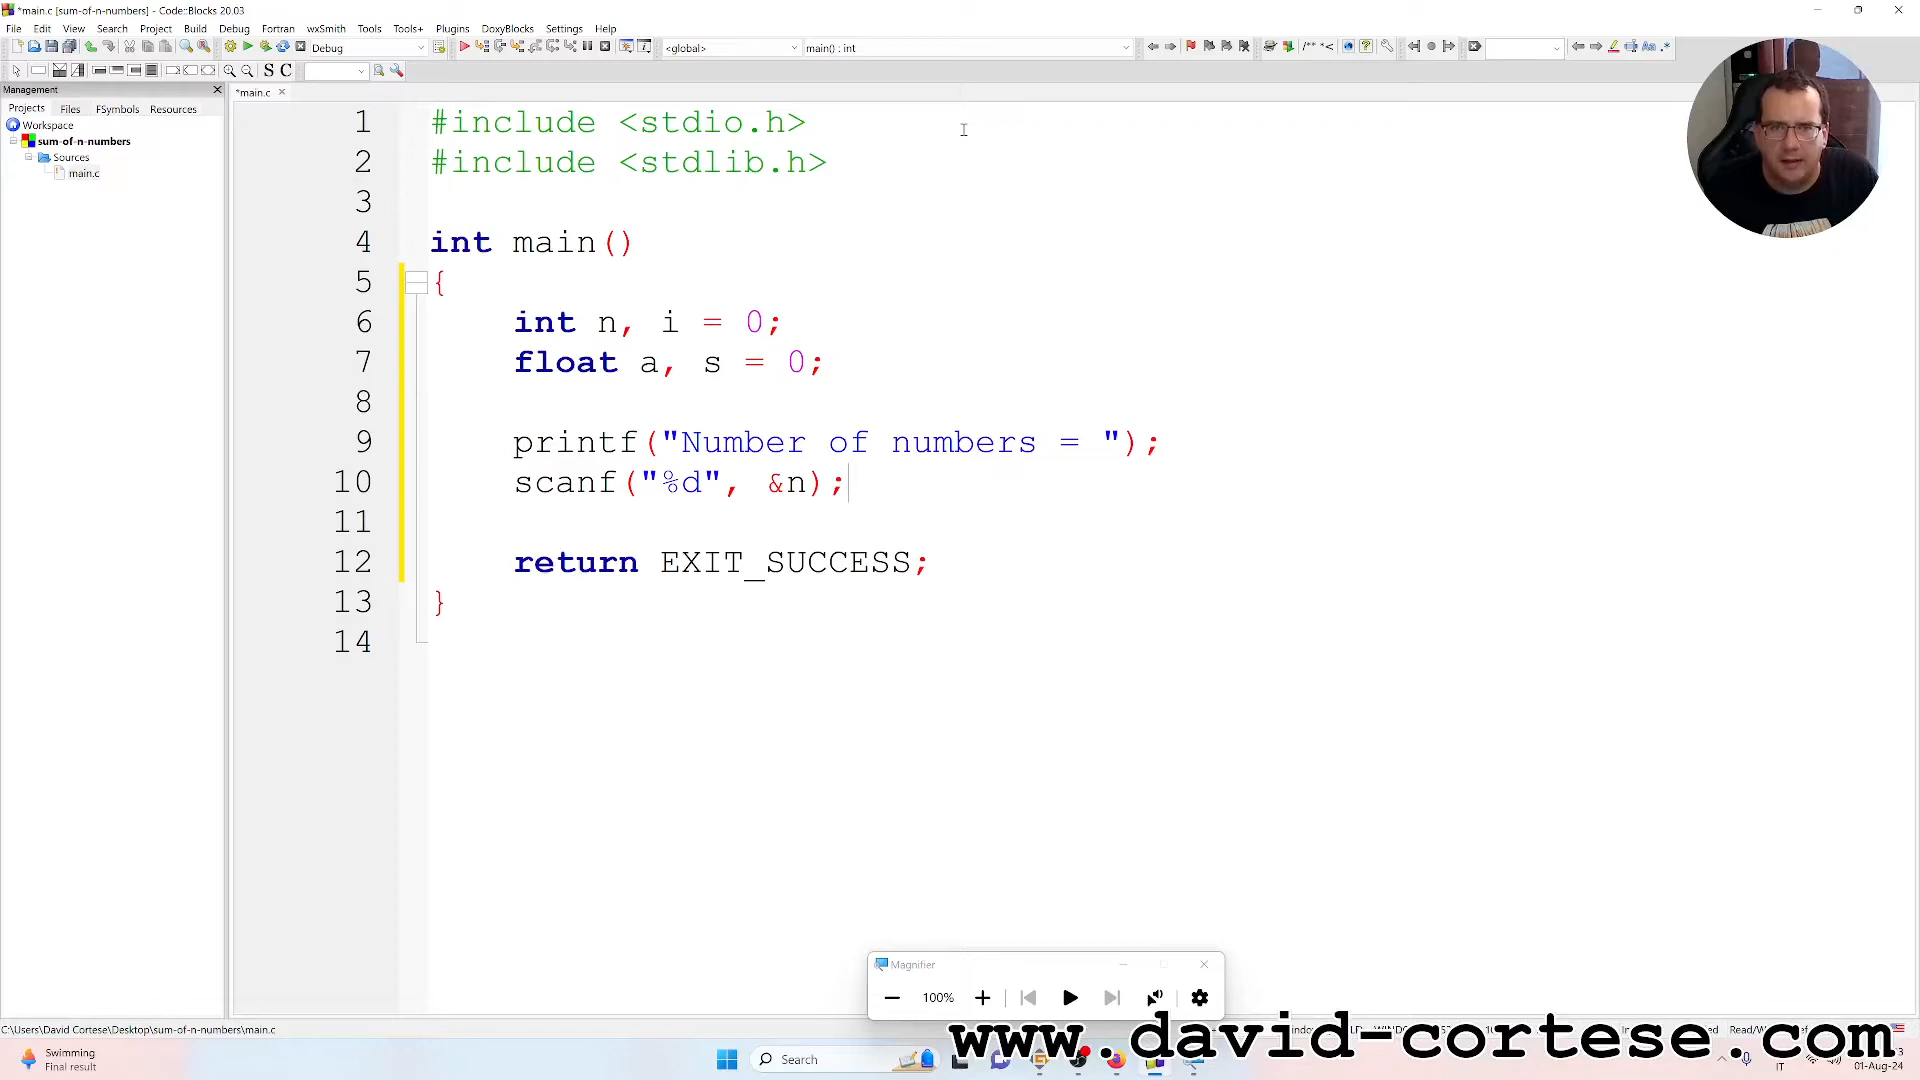 *main.c [sum-of-n-numbers] - Code::Blocks 20.03
File Edit View Search Project Build Debug Fortran wxSmith Tools Tools+ Plugins DoxyBlocks Settings Help
Debug <global> main() : int
S C
Management
Projects Files FSymbols Resources
Workspace
sum-of-n-numbers
Sources
main.c
*main.c
1 #include <stdio.h>
2 #include <stdlib.h>
3
4 int main()
5 {
6 int n, i = 0;
7 float a, s = 0;
8
9 printf("Number of numbers = ");
10 scanf("%d", &n);
11
12 return EXIT_SUCCESS;
13 }
14
Magnifier
100%
C:\Users\David Cortese\Desktop\sum-of-n-numbers\main.c
www.david-cortese.com
Swimming
Final result
Search
IT
01-Aug-24